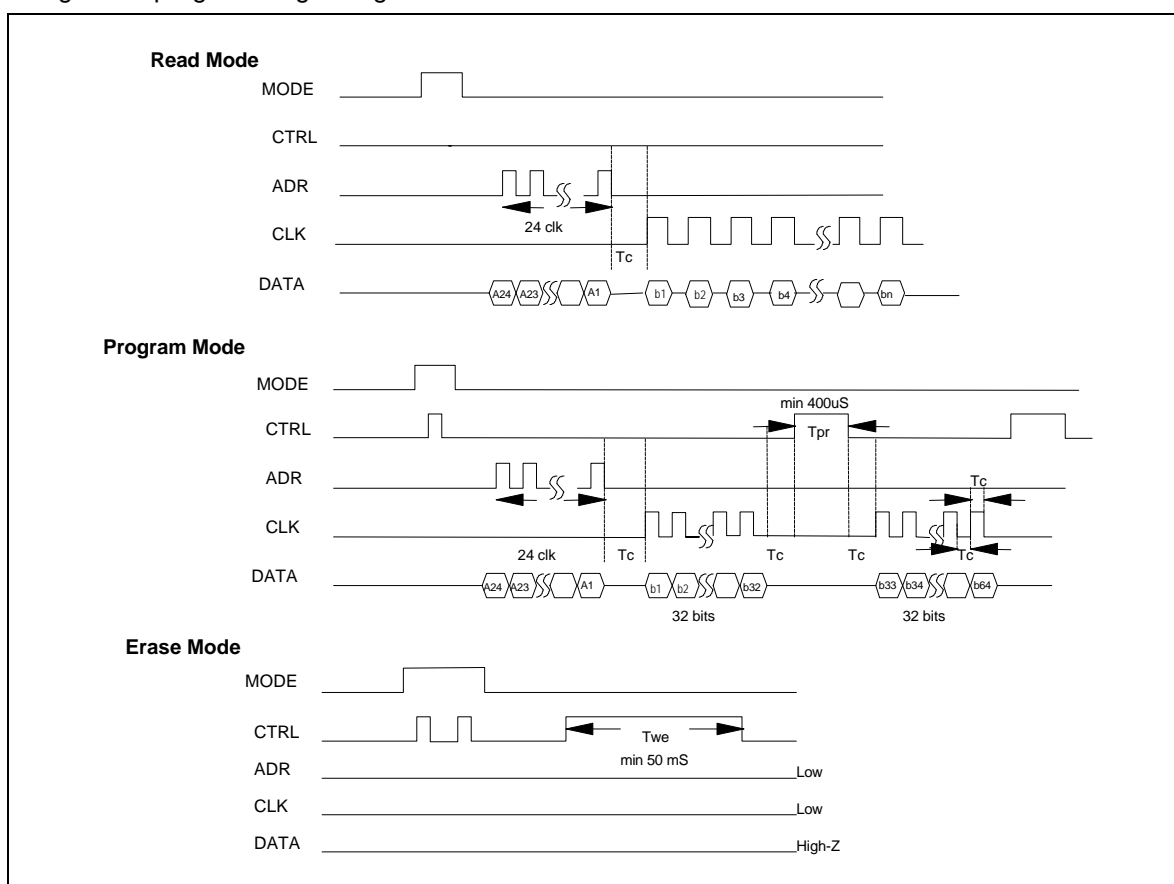 Read Mode
MODE
CTRL
ADR
24 clk
CLK
Tc
DATA
A24 A23 A1 b1 b2 b3 b4 bn
Program Mode
MODE
min 400uS
CTRL
Tpr
ADR
Tc
CLK
24 clk Tc Tc Tc Tc
DATA
A24 A23 A1 b1 b2 b32 b33 b34 b64
32 bits 32 bits
Erase Mode
MODE
CTRL
Twe
min 50 mS
ADR
Low
CLK
Low
DATA
High-Z